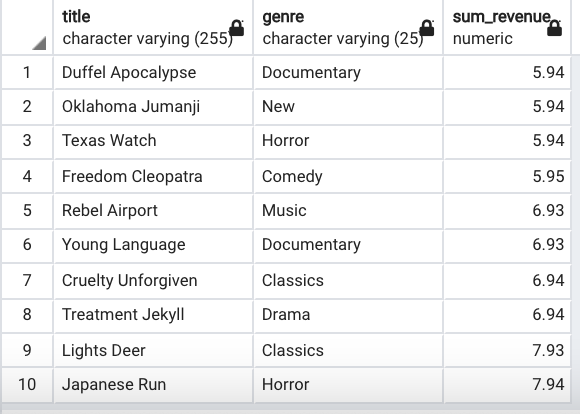 title genre sum_revenue
character varying (255) character varying (25) numeric
1 Duffel Apocalypse Documentary 5.94
2 Oklahoma Jumanji New 5.94
3 Texas Watch Horror 5.94
4 Freedom Cleopatra Comedy 5.95
5 Rebel Airport Music 6.93
6 Young Language Documentary 6.93
7 Cruelty Unforgiven Classics 6.94
8 Treatment Jekyll Drama 6.94
9 Lights Deer Classics 7.93
10 Japanese Run Horror 7.94